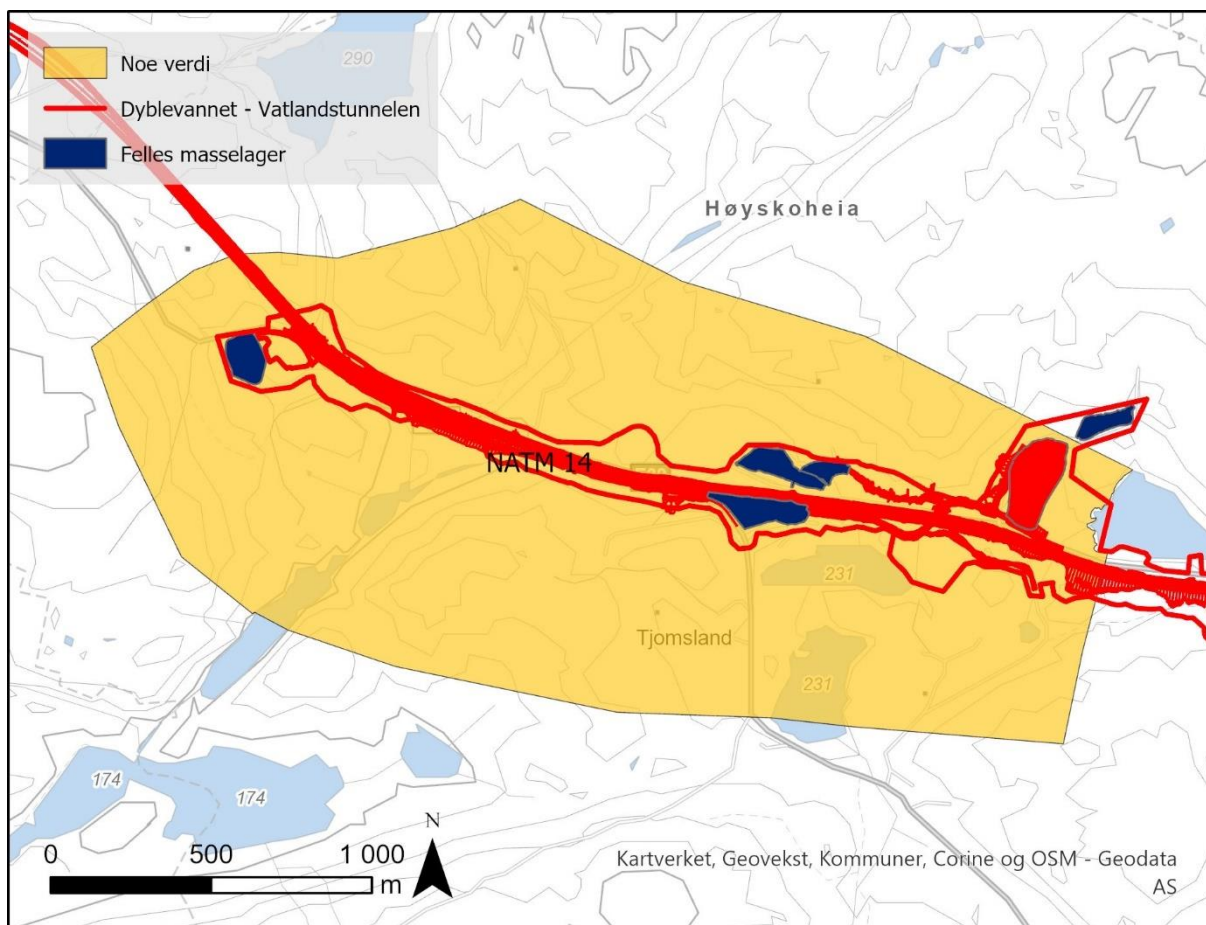 290
Noe verdi
Dyblevannet - Vatlandstunnelen
Felles masselager
Høyskoheia
NATM 14
231
Tjomsland
231
174
174
N
0 500 1 000
m
Kartverket, Geovekst, Kommuner, Corine og OSM - Geodata
AS